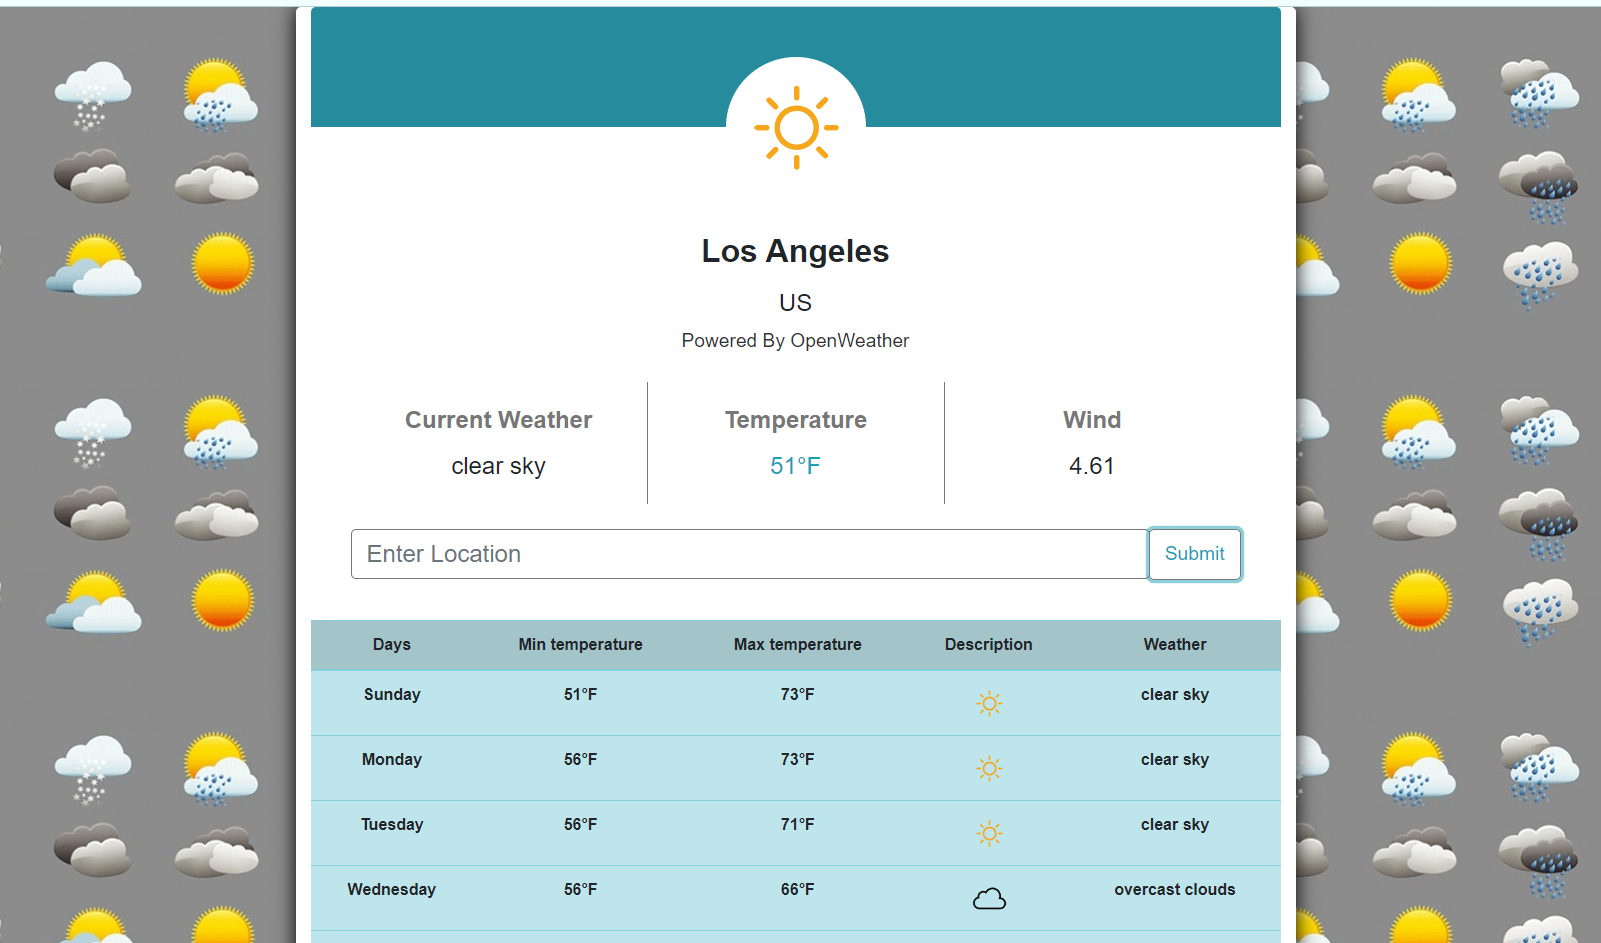 Los Angeles
US
Powered By OpenWeather
Current Weather Temperature Wind
clear sky 51°F 4.61
Enter Location Submit
Days Min temperature Max temperature Description Weather
Sunday 51°F 73°F clear sky
Monday 56°F 73°F clear sky
Tuesday 56°F 71°F clear sky
Wednesday 56°F 66°F overcast clouds